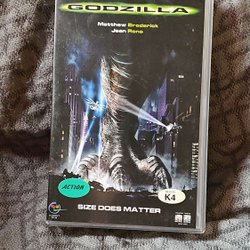 GODZILLA
Matthew Broderick
Jean Reno
ACTION
K4
SIZE DOES MATTER